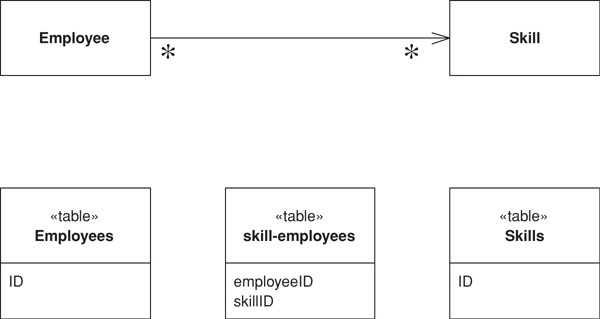 Employee
Skill
*
*
«table»
Employees
ID
«table»
skill-employees
employeeID
skillID
«table»
Skills
ID